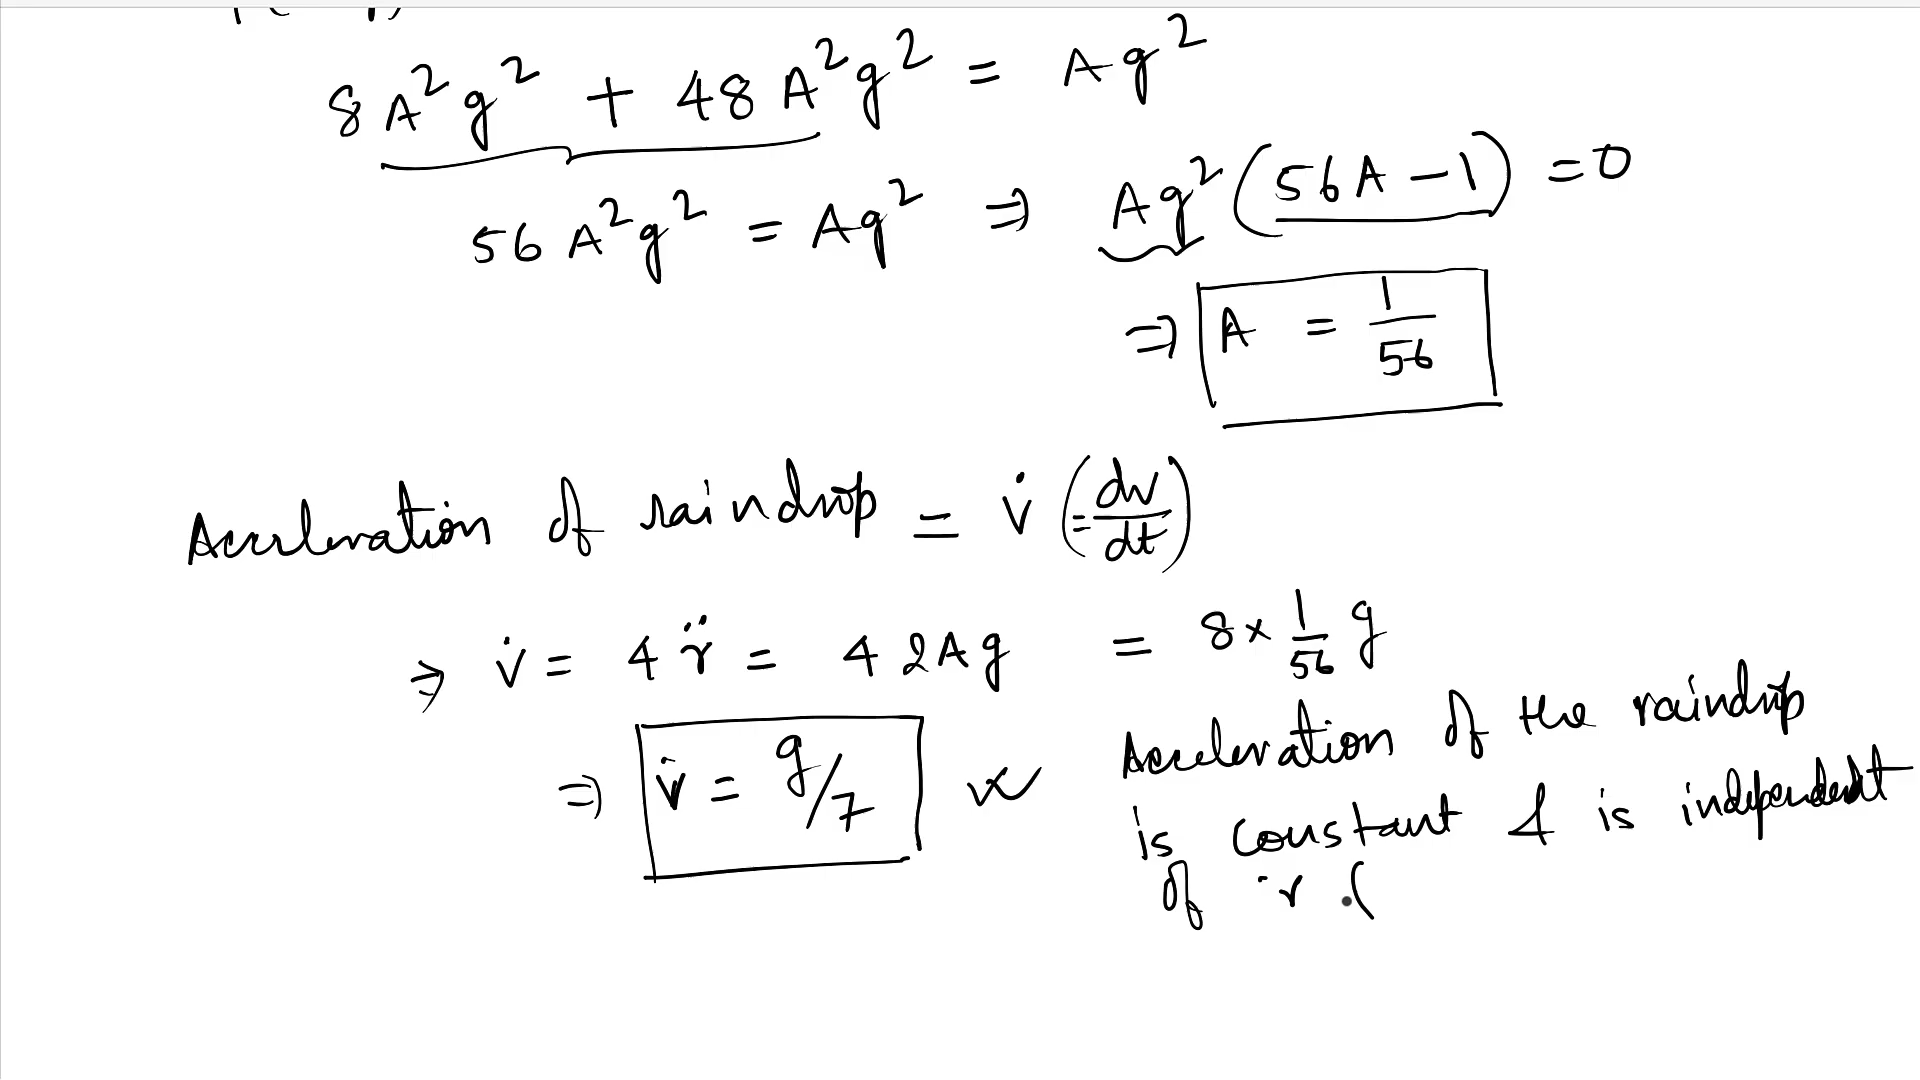 8A²g² + 48A²g² = Ag²
56A²g² = Ag² ⇒ Ag²(56A − 1) = 0
⇒ A = 1/56
Acceleration of raindrop = v̇ (= dv/dt)
⇒ v̇ = 4r̈ = 4 2Ag = 8 × 1/56 g
⇒ v̇ = g/7
Acceleration of the raindrop
is constant & is independent
of r (